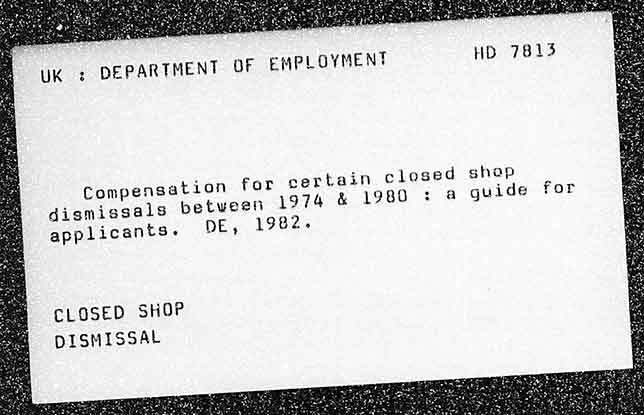 UK : DEPARTMENT OF EMPLOYMENT HD 7813
Compensation for certain closed shop
dismissals between 1974 & 1980 : a guide for
applicants. DE, 1982.
CLOSED SHOP
DISMISSAL